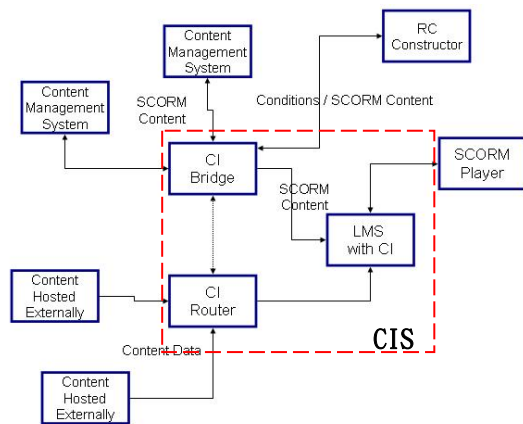 Content
Management
System
RC
Constructor
Content
Management
System
SCORM
Content
Conditions / SCORM Content
CI
Bridge
SCORM
Content
SCORM
Player
LMS
with CI
Content
Hosted
Externally
CI
Router
CIS
Content Data
Content
Hosted
Externally